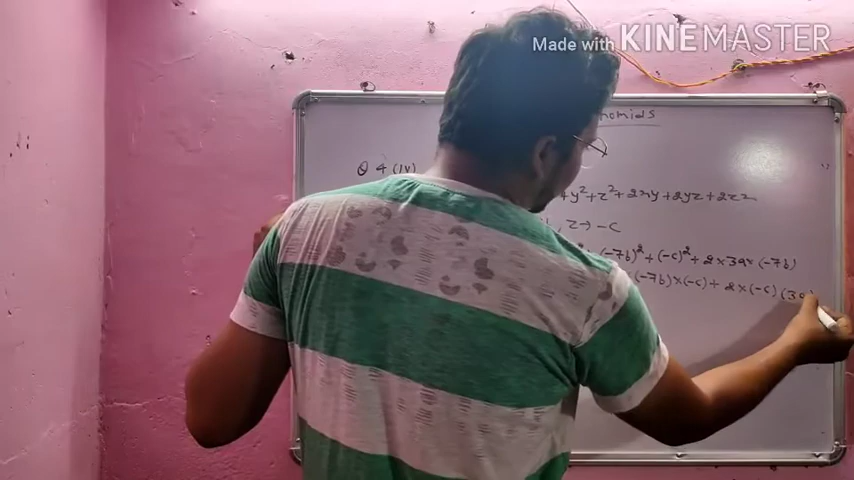 Made with KINEMASTER
nomials
Q 4 (iv)
+y²+z²+2xy+2yz+2zx
, z→ -c
(-7b)²+(-c)²+2×3a×(-7b)
(-7b)×(-c)+2×(-c)(3a)